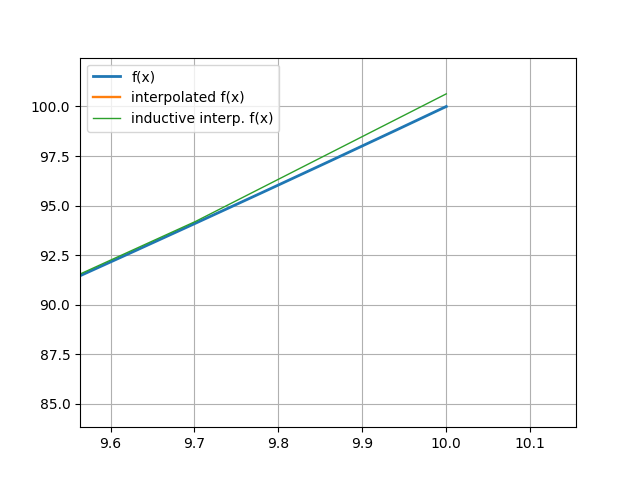 f(x)
interpolated f(x)
inductive interp. f(x)
100.0
97.5
95.0
92.5
90.0
87.5
85.0
9.6 9.7 9.8 9.9 10.0 10.1